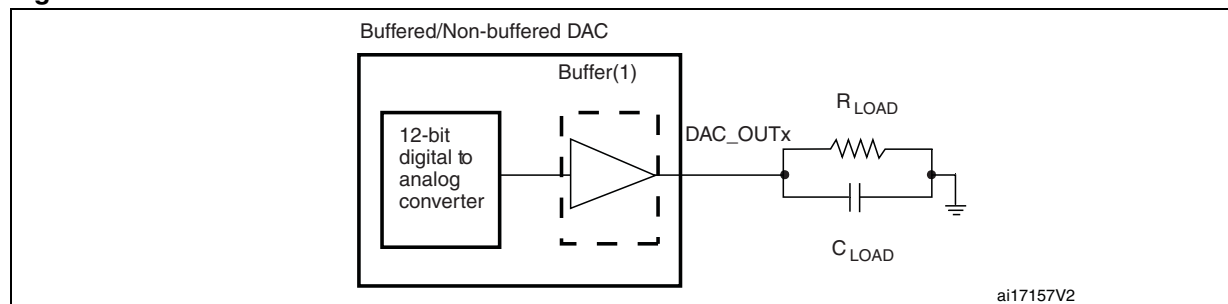 Buffered/Non-buffered DAC
Buffer(1)
12-bit
digital to
analog
converter
DAC_OUTx
R LOAD
C LOAD
ai17157V2